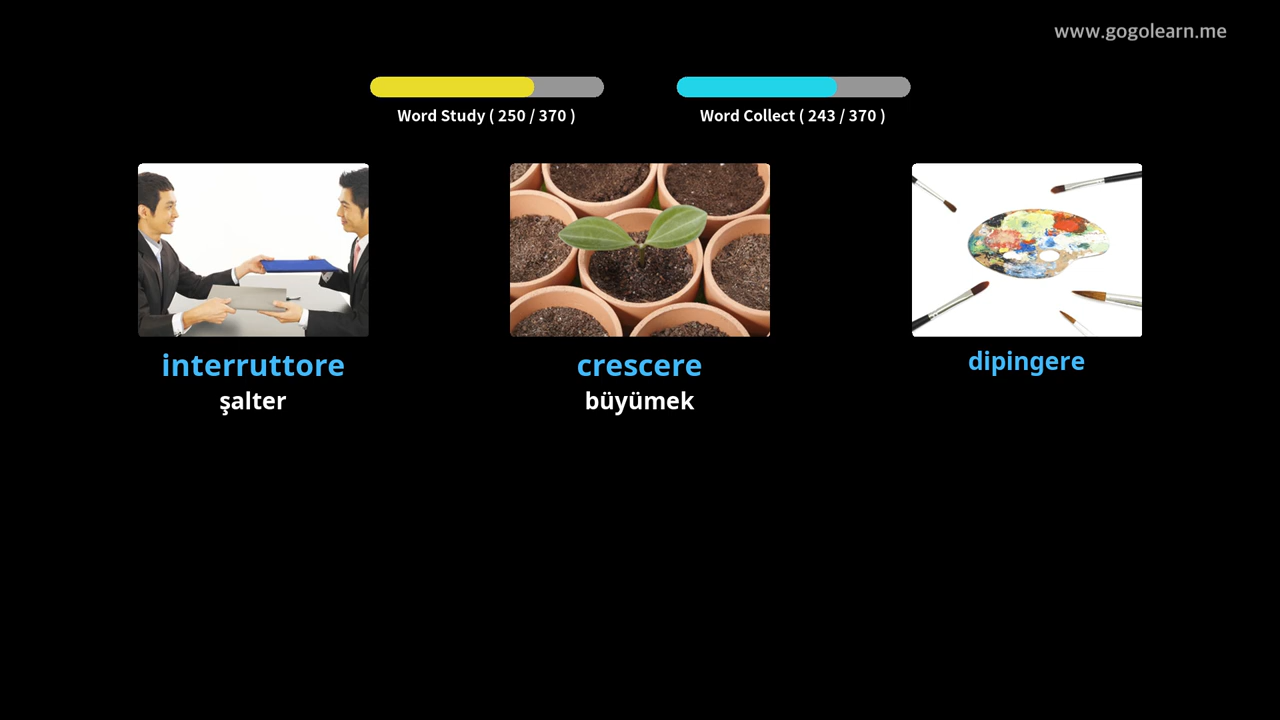 www.gogolearn.me
Word Study ( 250 / 370 )
Word Collect ( 243 / 370 )
interruttore
şalter
crescere
büyümek
dipingere